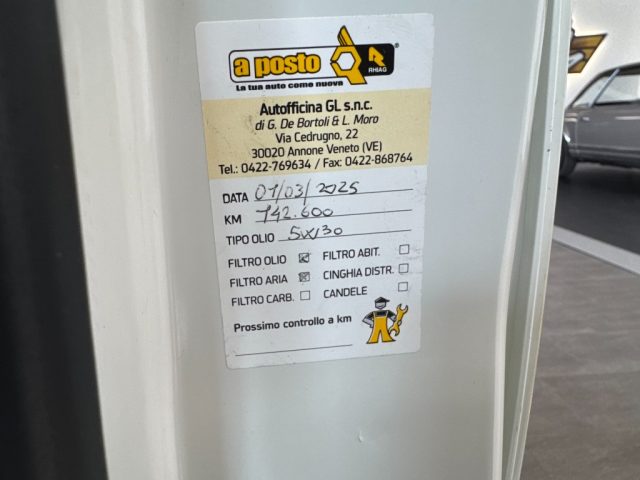 a posto
RHIAG
La tua auto come nuova
Autofficina GL s.n.c.
di G. De Bortoli & L. Moro
Via Cedrugno, 22
30020 Annone Veneto (VE)
Tel.: 0422-769634 / Fax: 0422-868764
DATA 01/03/2025
KM 142.600
TIPO OLIO 5W/30
FILTRO OLIO FILTRO ABIT.
FILTRO ARIA CINGHIA DISTR.
FILTRO CARB. CANDELE
Prossimo controllo a km